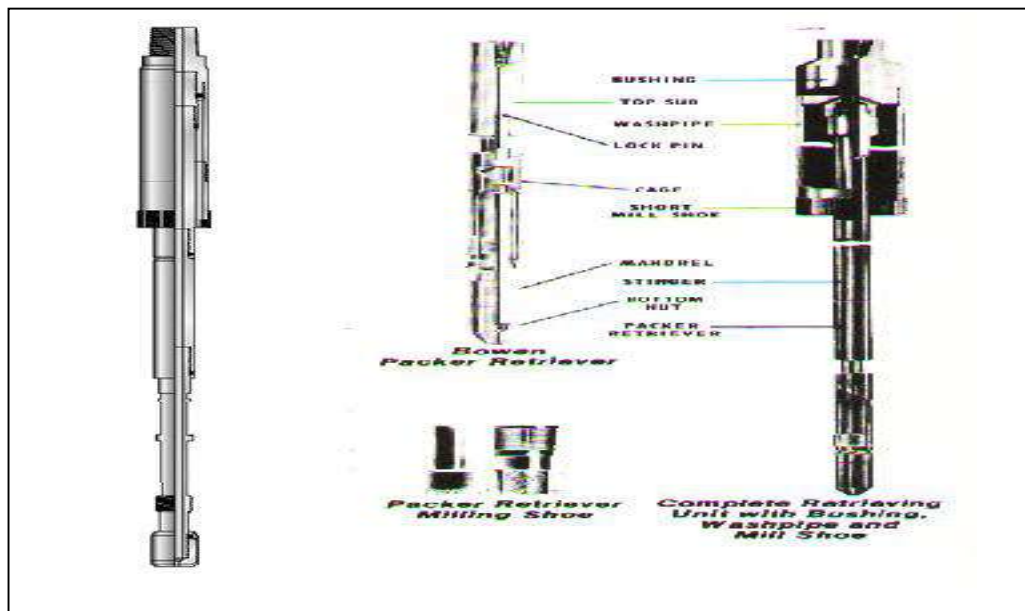 BUSHING
TOP SUB
WASHPIPE
LOCK PIN
CAGE
SHORT
MILL SHOE
MANDREL
STINGER
BOTTOM
NUT
PACKER
RETRIEVER
Bowen
Packer Retriever
Packer Retriever
Milling Shoe
Complete Retrieving
Unit with Bushing,
Washpipe and
Mill Shoe